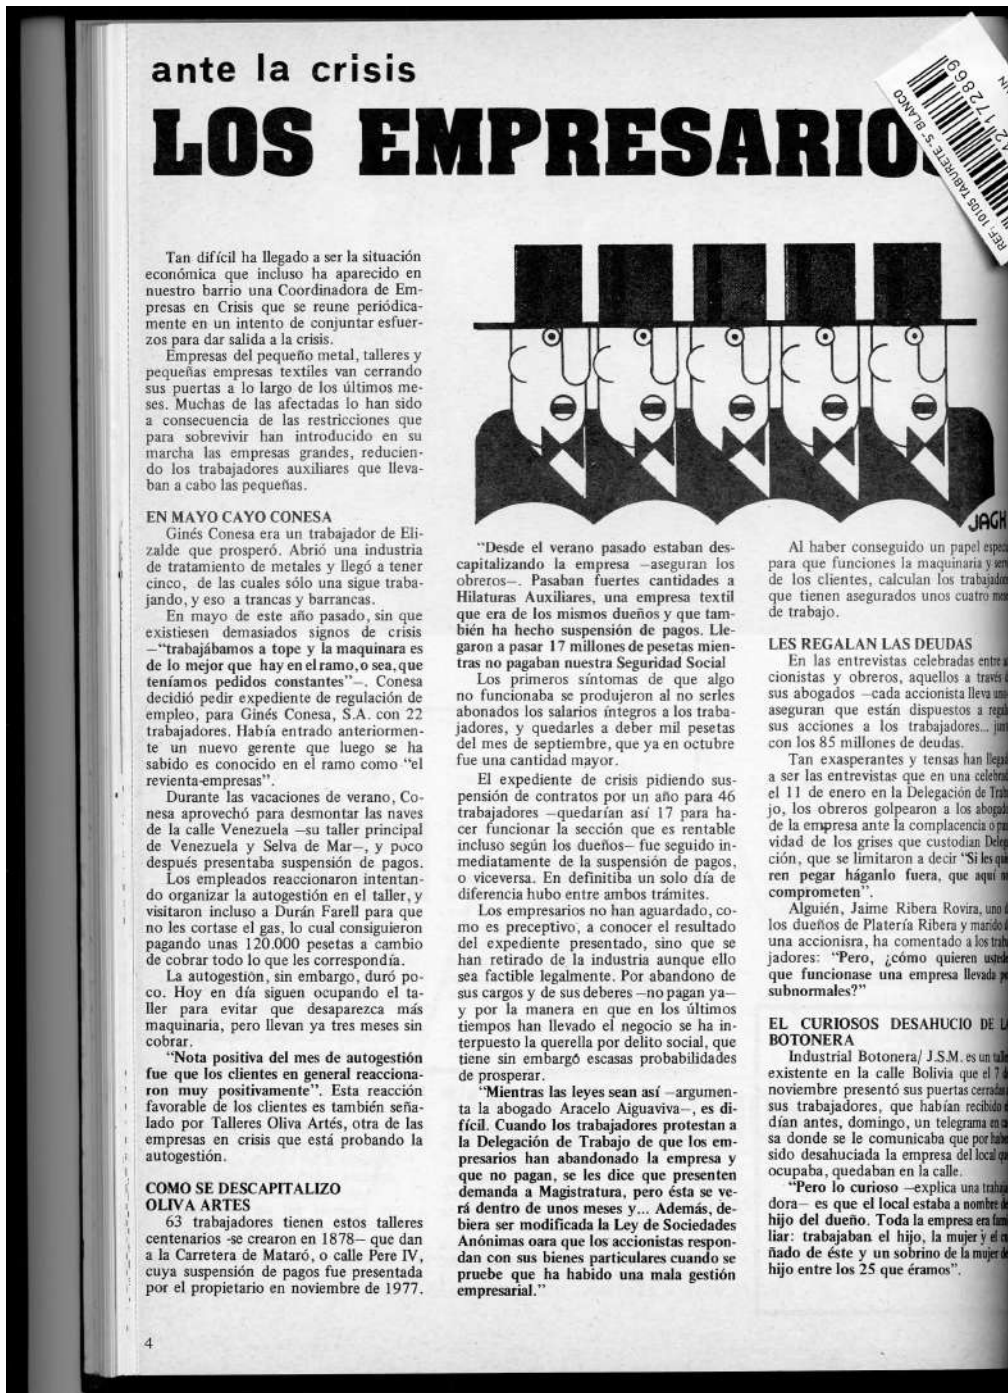 ante la crisis
LOS EMPRESARIOS
REF: 10105 TABURETE "S" BLANCO
Tan difícil ha llegado a ser la situación
económica que incluso ha aparecido en
nuestro barrio una Coordinadora de Em-
presas en Crisis que se reune periódica-
mente en un intento de conjuntar esfuer-
zos para dar salida a la crisis.
Empresas del pequeño metal, talleres y
pequeñas empresas textiles van cerrando
sus puertas a lo largo de los últimos me-
ses. Muchas de las afectadas lo han sido
a consecuencia de las restricciones que
para sobrevivir han introducido en su
marcha las empresas grandes, reducien-
do los trabajadores auxiliares que lleva-
ban a cabo las pequeñas.
EN MAYO CAYO CONESA
Ginés Conesa era un trabajador de Eli-
zalde que prosperó. Abrió una industria
de tratamiento de metales y llegó a tener
cinco, de las cuales sólo una sigue traba-
jando, y eso a trancas y barrancas.
En mayo de este año pasado, sin que
existiesen demasiados signos de crisis
—"trabajábamos a tope y la maquinara es
de lo mejor que hay en el ramo, o sea, que
teníamos pedidos constantes"—. Conesa
decidió pedir expediente de regulación de
empleo, para Ginés Conesa, S.A. con 22
trabajadores. Había entrado anteriormen-
te un nuevo gerente que luego se ha
sabido es conocido en el ramo como "el
revienta-empresas".
Durante las vacaciones de verano, Co-
nesa aprovechó para desmontar las naves
de la calle Venezuela —su taller principal
de Venezuela y Selva de Mar—, y poco
después presentaba suspensión de pagos.
Los empleados reaccionaron intentan-
do organizar la autogestión en el taller, y
visitaron incluso a Durán Farell para que
no les cortase el gas, lo cual consiguieron
pagando unas 120.000 pesetas a cambio
de cobrar todo lo que les correspondía.
La autogestión, sin embargo, duró po-
co. Hoy en día siguen ocupando el ta-
ller para evitar que desaparezca más
maquinaria, pero llevan ya tres meses sin
cobrar.
"Nota positiva del mes de autogestión
fue que los clientes en general reacciona-
ron muy positivamente". Esta reacción
favorable de los clientes es también seña-
lado por Talleres Oliva Artés, otra de las
empresas en crisis que está probando la
autogestión.
COMO SE DESCAPITALIZO
OLIVA ARTES
63 trabajadores tienen estos talleres
centenarios -se crearon en 1878— que dan
a la Carretera de Mataró, o calle Pere IV,
cuya suspensión de pagos fue presentada
por el propietario en noviembre de 1977.
JAGH
"Desde el verano pasado estaban des-
capitalizando la empresa —aseguran los
obreros—. Pasaban fuertes cantidades a
Hilaturas Auxiliares, una empresa textil
que era de los mismos dueños y que tam-
bién ha hecho suspensión de pagos. Lle-
garon a pasar 17 millones de pesetas mien-
tras no pagaban nuestra Seguridad Social
Los primeros síntomas de que algo
no funcionaba se produjeron al no serles
abonados los salarios íntegros a los traba-
jadores, y quedarles a deber mil pesetas
del mes de septiembre, que ya en octubre
fue una cantidad mayor.
El expediente de crisis pidiendo sus-
pensión de contratos por un año para 46
trabajadores —quedarían así 17 para ha-
cer funcionar la sección que es rentable
incluso según los dueños— fue seguido in-
mediatamente de la suspensión de pagos,
o viceversa. En definitiba un solo día de
diferencia hubo entre ambos trámites.
Los empresarios no han aguardado, co-
mo es preceptivo, a conocer el resultado
del expediente presentado, sino que se
han retirado de la industria aunque ello
sea factible legalmente. Por abandono de
sus cargos y de sus deberes —no pagan ya—
y por la manera en que en los últimos
tiempos han llevado el negocio se ha in-
terpuesto la querella por delito social, que
tiene sin embargó escasas probabilidades
de prosperar.
"Mientras las leyes sean así —argumen-
ta la abogado Aracelo Aiguaviva—, es di-
fícil. Cuando los trabajadores protestan a
la Delegación de Trabajo de que los em-
presarios han abandonado la empresa y
que no pagan, se les dice que presenten
demanda a Magistratura, pero ésta se ve-
rá dentro de unos meses y... Además, de-
biera ser modificada la Ley de Sociedades
Anónimas oara que los accionistas respon-
dan con sus bienes particulares cuando se
pruebe que ha habido una mala gestión
empresarial."
Al haber conseguido un papel
para que funciones la maquinaria y
de los clientes, calculan los
que tienen asegurados unos cuatro
de trabajo.
LES REGALAN LAS DEUDAS
En las entrevistas celebradas entre
cionistas y obreros, aquellos a través
sus abogados —cada accionista lleva
aseguran que están dispuestos a
sus acciones a los trabajadores...
con los 85 millones de deudas.
Tan exasperantes y tensas han
a ser las entrevistas que en una
el 11 de enero en la Delegación de
jo, los obreros golpearon a los
de la empresa ante la complacencia o
vidad de los grises que custodian
ción, que se limitaron a decir "Si les
ren pegar háganlo fuera, que aquí
comprometen".
Alguién, Jaime Ribera Rovira, uno
los dueños de Platería Ribera y marido
una accionisra, ha comentado a los
jadores: "Pero, ¿cómo quieren
que funcionase una empresa llevada
subnormales?"
EL CURIOSOS DESAHUCIO DE
BOTONERA
Industrial Botonera/ J.S.M. es un
existente en la calle Bolivia que el 7
noviembre presentó sus puertas
sus trabajadores, que habían recibido
dían antes, domingo, un telegrama en
sa donde se le comunicaba que por
sido desahuciada la empresa del local
ocupaba, quedaban en la calle.
"Pero lo curioso —explica una
dora— es que el local estaba a nombre
hijo del dueño. Toda la empresa era
liar: trabajaban el hijo, la mujer y el
ñado de éste y un sobrino de la mujer
hijo entre los 25 que éramos".
4